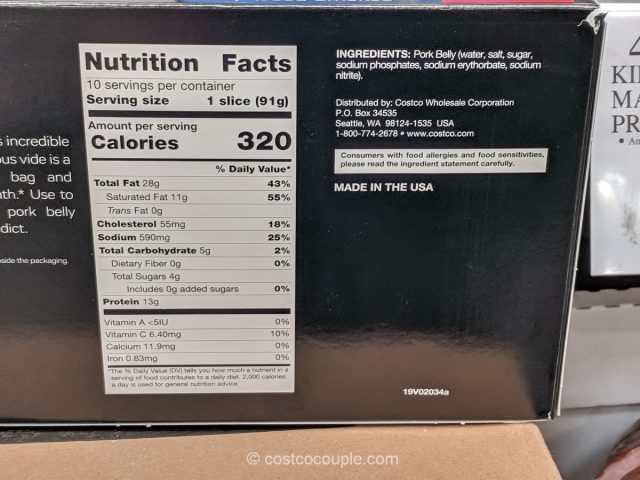 s incredible
ous vide is a
bag and
ath.* Use to
pork belly
dict.
side the packaging.
Nutrition Facts
10 servings per container
Serving size 1 slice (91g)
Amount per serving
Calories 320
% Daily Value*
Total Fat 28g 43%
Saturated Fat 11g 55%
Trans Fat 0g
Cholesterol 55mg 18%
Sodium 590mg 25%
Total Carbohydrate 5g 2%
Dietary Fiber 0g 0%
Total Sugars 4g
Includes 0g added sugars 0%
Protein 13g
Vitamin A <5IU 0%
Vitamin C 6.40mg 10%
Calcium 11.9mg 0%
Iron 0.83mg 0%
*The % Daily Value (DV) tells you how much a nutrient in a
serving of food contributes to a daily diet. 2,000 calories
a day is used for general nutrition advice.
INGREDIENTS: Pork Belly (water, salt, sugar,
sodium phosphates, sodium erythorbate, sodium
nitrite).
Distributed by: Costco Wholesale Corporation
P.O. Box 34535
Seattle, WA 98124-1535 USA
1-800-774-2678 • www.costco.com
Consumers with food allergies and food sensitivities,
please read the ingredient statement carefully.
MADE IN THE USA
19V02034a
KI
MA
PR
• An
© costcocouple.com